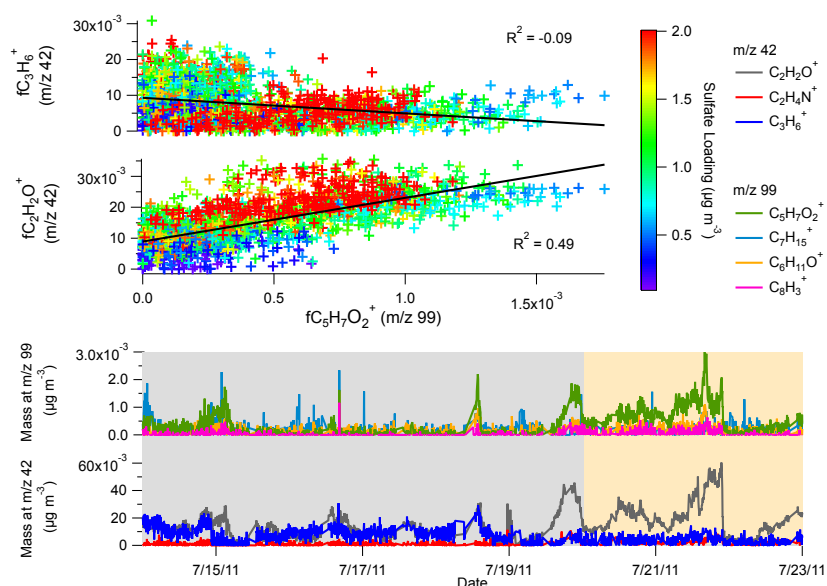 30x10⁻³
20
10
0
fC₃H₆⁺
(m/z 42)
R² = -0.09
30x10⁻³
20
10
0
fC₂H₂O⁺
(m/z 42)
R² = 0.49
0.0
0.5
1.0
1.5x10⁻³
fC₅H₇O₂⁺ (m/z 99)
2.0
1.5
1.0
0.5
Sulfate Loading (µg m⁻³)
m/z 42
C₂H₂O⁺
C₂H₄N⁺
C₃H₆⁺
m/z 99
C₅H₇O₂⁺
C₇H₁₅⁺
C₆H₁₁O⁺
C₈H₃⁺
Mass at m/z 99
(µg m⁻³)
3.0x10⁻³
2.0
1.0
0.0
Mass at m/z 42
(µg m⁻³)
60x10⁻³
40
20
0
7/15/11
7/17/11
7/19/11
7/21/11
7/23/11
Date